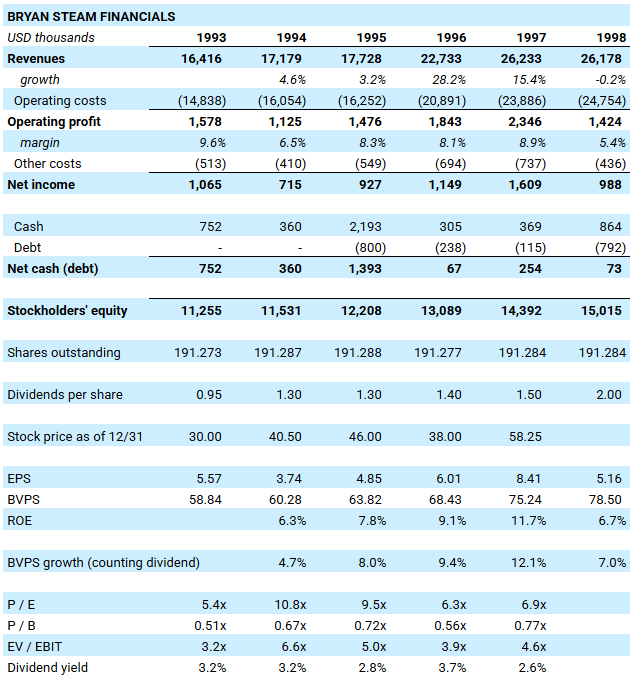 BRYAN STEAM FINANCIALS
USD thousands 1993 1994 1995 1996 1997 1998
Revenues 16,416 17,179 17,728 22,733 26,233 26,178
growth 4.6% 3.2% 28.2% 15.4% -0.2%
Operating costs (14,838) (16,054) (16,252) (20,891) (23,886) (24,754)
Operating profit 1,578 1,125 1,476 1,843 2,346 1,424
margin 9.6% 6.5% 8.3% 8.1% 8.9% 5.4%
Other costs (513) (410) (549) (694) (737) (436)
Net income 1,065 715 927 1,149 1,609 988
Cash 752 360 2,193 305 369 864
Debt - - (800) (238) (115) (792)
Net cash (debt) 752 360 1,393 67 254 73
Stockholders' equity 11,255 11,531 12,208 13,089 14,392 15,015
Shares outstanding 191.273 191.287 191.288 191.277 191.284 191.284
Dividends per share 0.95 1.30 1.30 1.40 1.50 2.00
Stock price as of 12/31 30.00 40.50 46.00 38.00 58.25
EPS 5.57 3.74 4.85 6.01 8.41 5.16
BVPS 58.84 60.28 63.82 68.43 75.24 78.50
ROE 6.3% 7.8% 9.1% 11.7% 6.7%
BVPS growth (counting dividend) 4.7% 8.0% 9.4% 12.1% 7.0%
P / E 5.4x 10.8x 9.5x 6.3x 6.9x
P / B 0.51x 0.67x 0.72x 0.56x 0.77x
EV / EBIT 3.2x 6.6x 5.0x 3.9x 4.6x
Dividend yield 3.2% 3.2% 2.8% 3.7% 2.6%